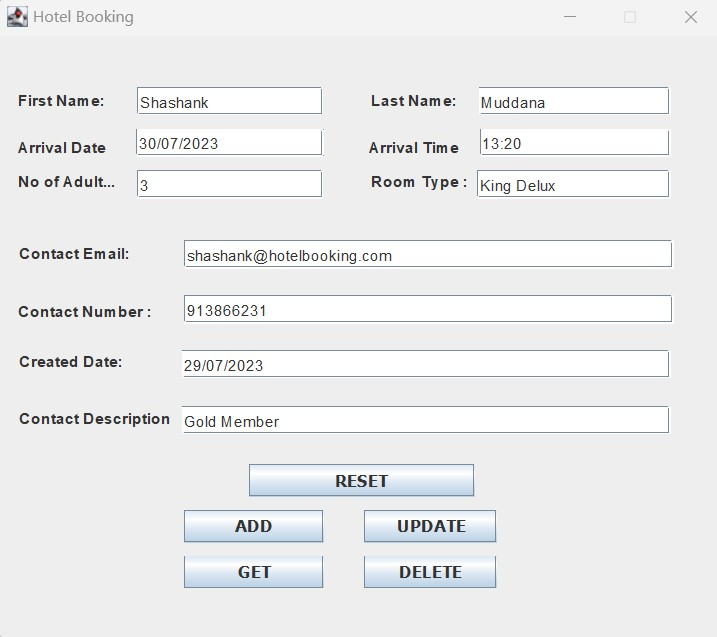 Hotel Booking
First Name: Shashank Last Name: Muddana
Arrival Date 30/07/2023 Arrival Time 13:20
No of Adult... 3 Room Type : King Delux
Contact Email: shashank@hotelbooking.com
Contact Number : 913866231
Created Date: 29/07/2023
Contact Description Gold Member
RESET
ADD UPDATE
GET DELETE